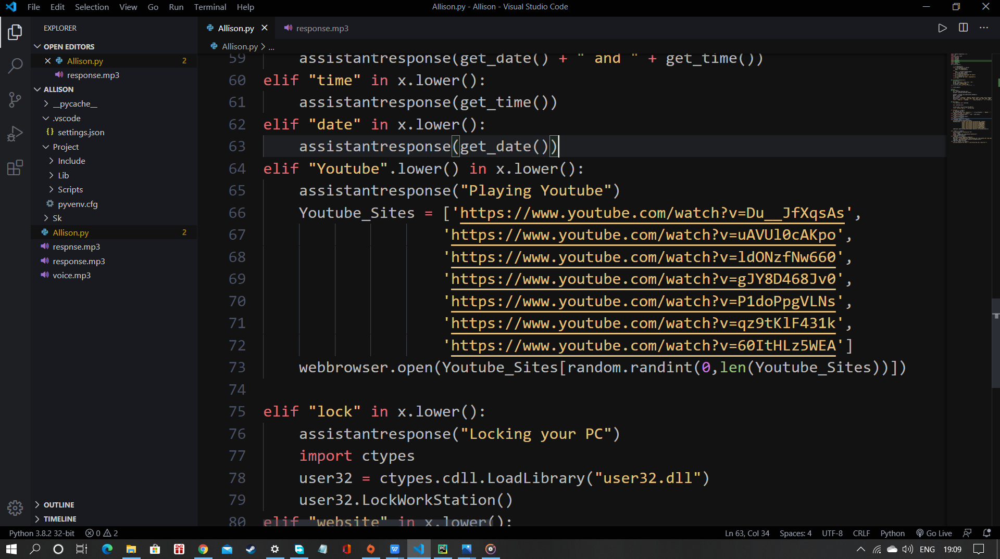 File Edit Selection View Go Run Terminal Help
Allison.py - Allison - Visual Studio Code
EXPLORER
OPEN EDITORS
Allison.py 2
response.mp3
ALLISON
__pycache__
.vscode
settings.json
Project
Include
Lib
Scripts
pyvenv.cfg
Sk
Allison.py 2
respnse.mp3
response.mp3
voice.mp3
OUTLINE
TIMELINE
Allison.py response.mp3
Allison.py > ...
59 assistantresponse(get_date() + " and " + get_time())
60 elif "time" in x.lower():
61 assistantresponse(get_time())
62 elif "date" in x.lower():
63 assistantresponse(get_date())
64 elif "Youtube".lower() in x.lower():
65 assistantresponse("Playing Youtube")
66 Youtube_Sites = ['https://www.youtube.com/watch?v=Du__JfXqsAs',
67 'https://www.youtube.com/watch?v=uAVUl0cAKpo',
68 'https://www.youtube.com/watch?v=ldONzfNw660',
69 'https://www.youtube.com/watch?v=gJY8D468Jv0',
70 'https://www.youtube.com/watch?v=P1doPpgVLNs',
71 'https://www.youtube.com/watch?v=qz9tKlF431k',
72 'https://www.youtube.com/watch?v=60ItHLz5WEA']
73 webbrowser.open(Youtube_Sites[random.randint(0,len(Youtube_Sites))])
74
75 elif "lock" in x.lower():
76 assistantresponse("Locking your PC")
77 import ctypes
78 user32 = ctypes.cdll.LoadLibrary("user32.dll")
79 user32.LockWorkStation()
80 elif "website" in x.lower():
Python 3.8.2 32-bit 0 2 Ln 63, Col 34 Spaces: 4 UTF-8 CRLF Python Go Live
ENG 19:09